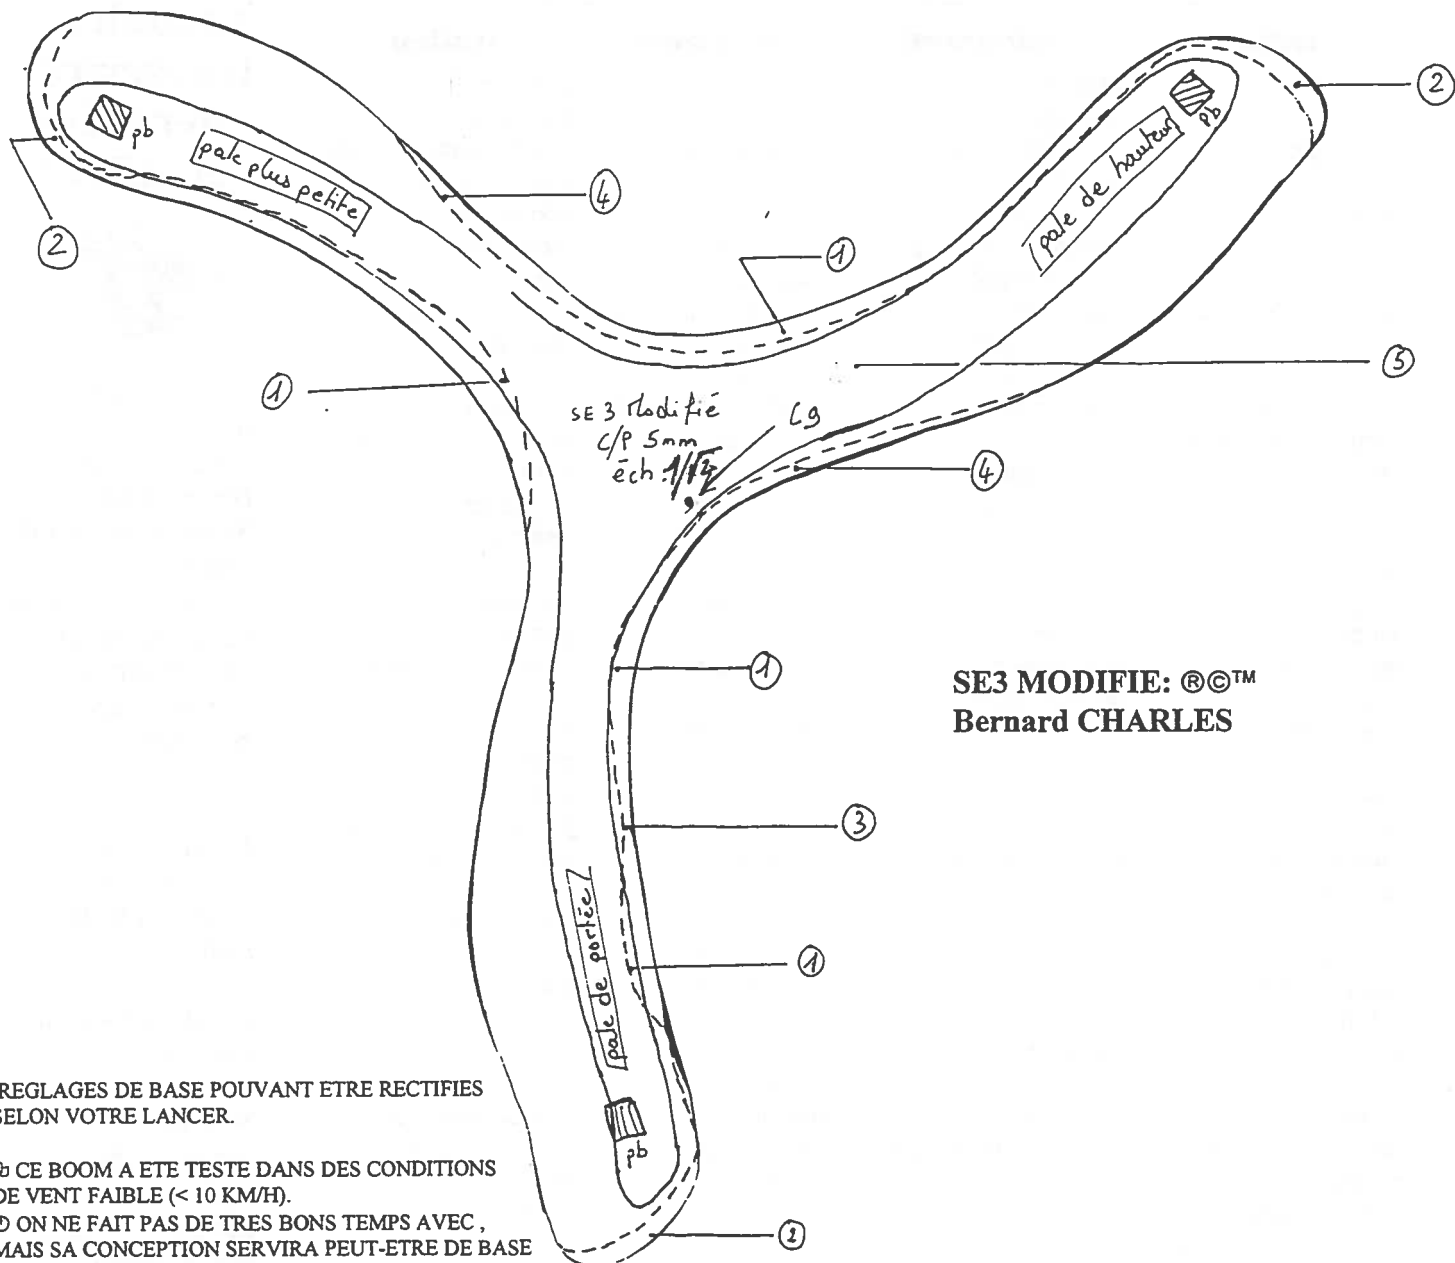 2
pb
pale plus petite
4
2
1
pale de hauteur
pb
2
5
1
SE 3 Modifié
C/P 5mm
éch.
Cg
4
1
3
pale de portée
1
pb
2
SE3 MODIFIE: ®©™
Bernard CHARLES
REGLAGES DE BASE POUVANT ETRE RECTIFIES
SELON VOTRE LANCER.
CE BOOM A ETE TESTE DANS DES CONDITIONS
DE VENT FAIBLE (< 10 KM/H).
ON NE FAIT PAS DE TRES BONS TEMPS AVEC ,
MAIS SA CONCEPTION SERVIRA PEUT-ETRE DE BASE